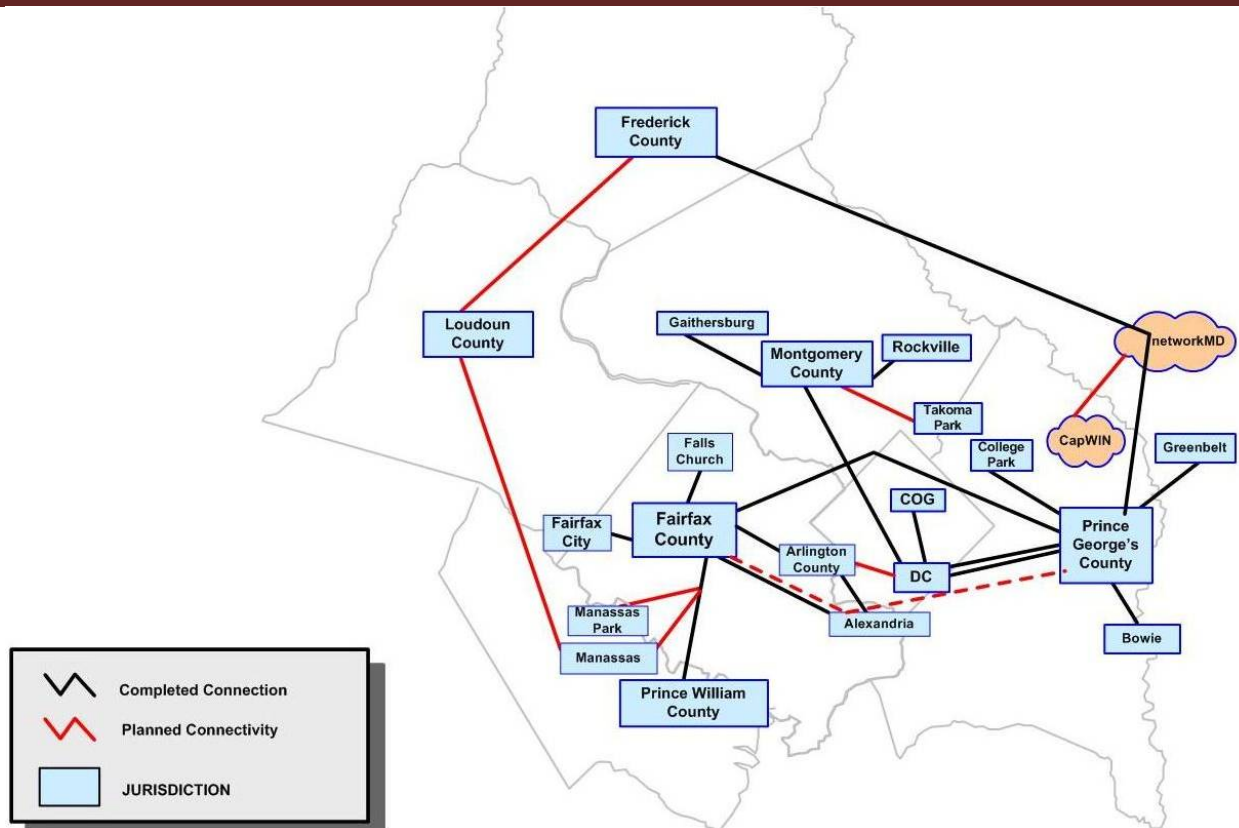 Frederick
County
Loudoun
County
Gaithersburg
Montgomery
County
Rockville
networkMD
Takoma
Park
CapWIN
College
Park
Greenbelt
Falls
Church
COG
Fairfax
City
Fairfax
County
Arlington
County
DC
Prince
George's
County
Manassas
Park
Alexandria
Bowie
Manassas
Prince William
County
Completed Connection
Planned Connectivity
JURISDICTION